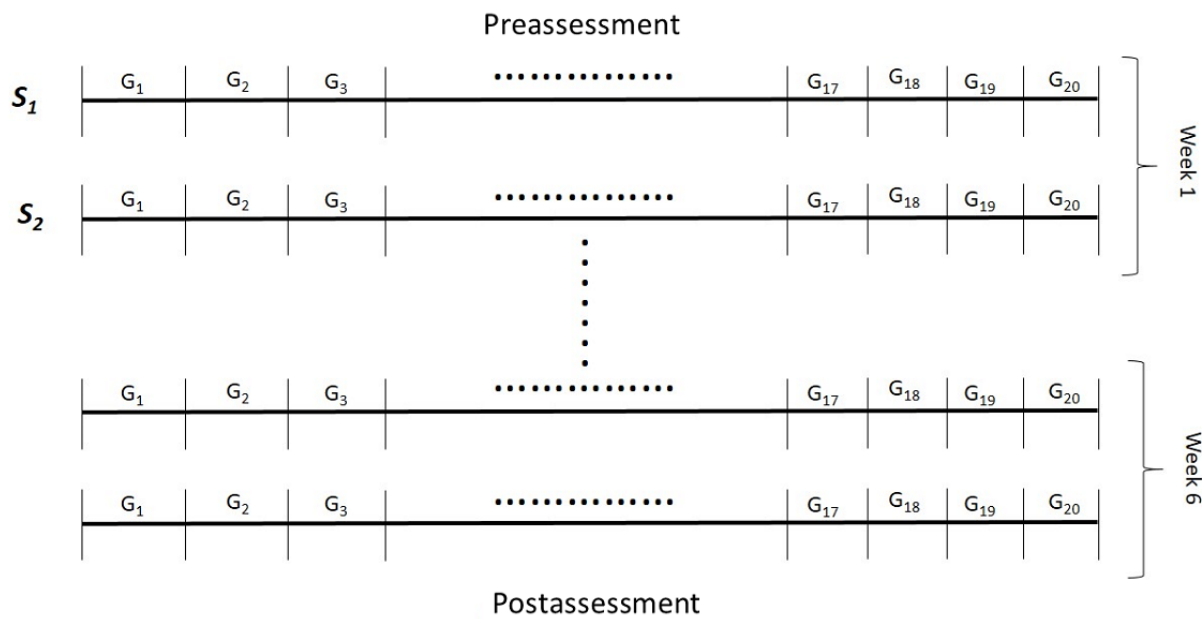 Preassessment
S₁ G₁ G₂ G₃ ............... G₁₇ G₁₈ G₁₉ G₂₀
Week 1
S₂ G₁ G₂ G₃ ............... G₁₇ G₁₈ G₁₉ G₂₀
G₁ G₂ G₃ ............... G₁₇ G₁₈ G₁₉ G₂₀
Week 6
G₁ G₂ G₃ ............... G₁₇ G₁₈ G₁₉ G₂₀
Postassessment